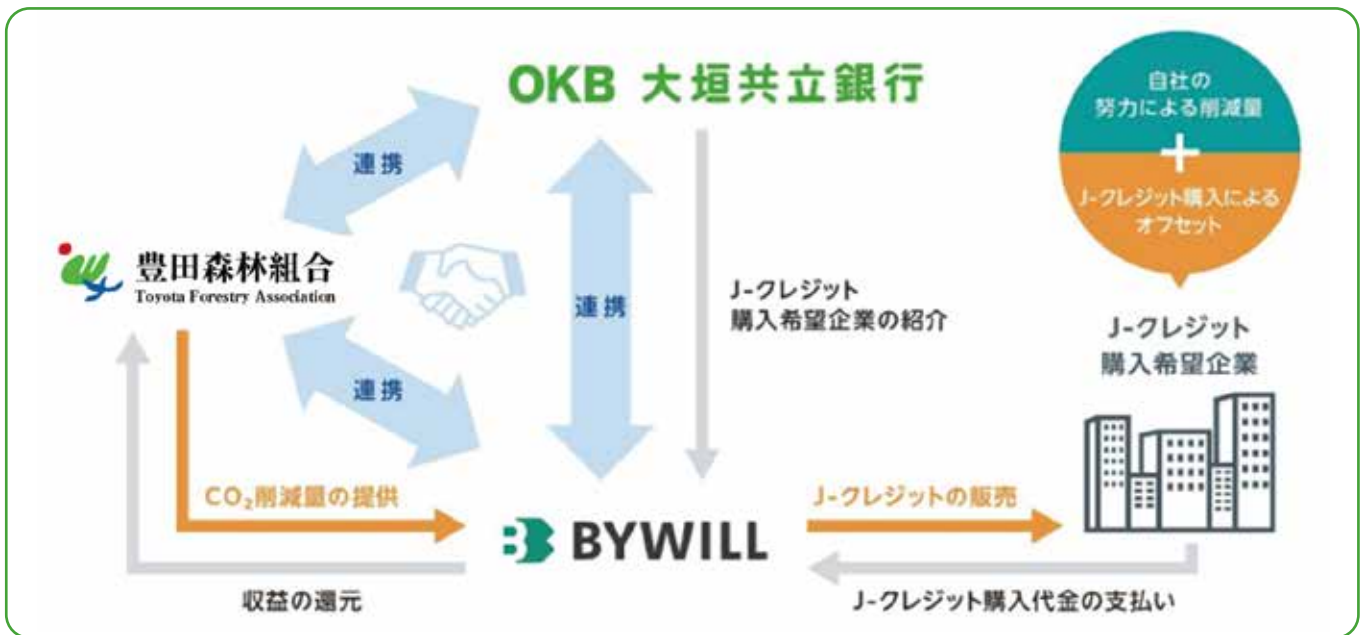 OKB 大垣共立銀行
自社の
努力による削減量
+
J-クレジット購入による
オフセット
連携
豊田森林組合
Toyota Forestry Association
連携
J-クレジット
購入希望企業の紹介
J-クレジット
購入希望企業
連携
CO₂削減量の提供
BYWILL
J-クレジットの販売
収益の還元
J-クレジット購入代金の支払い